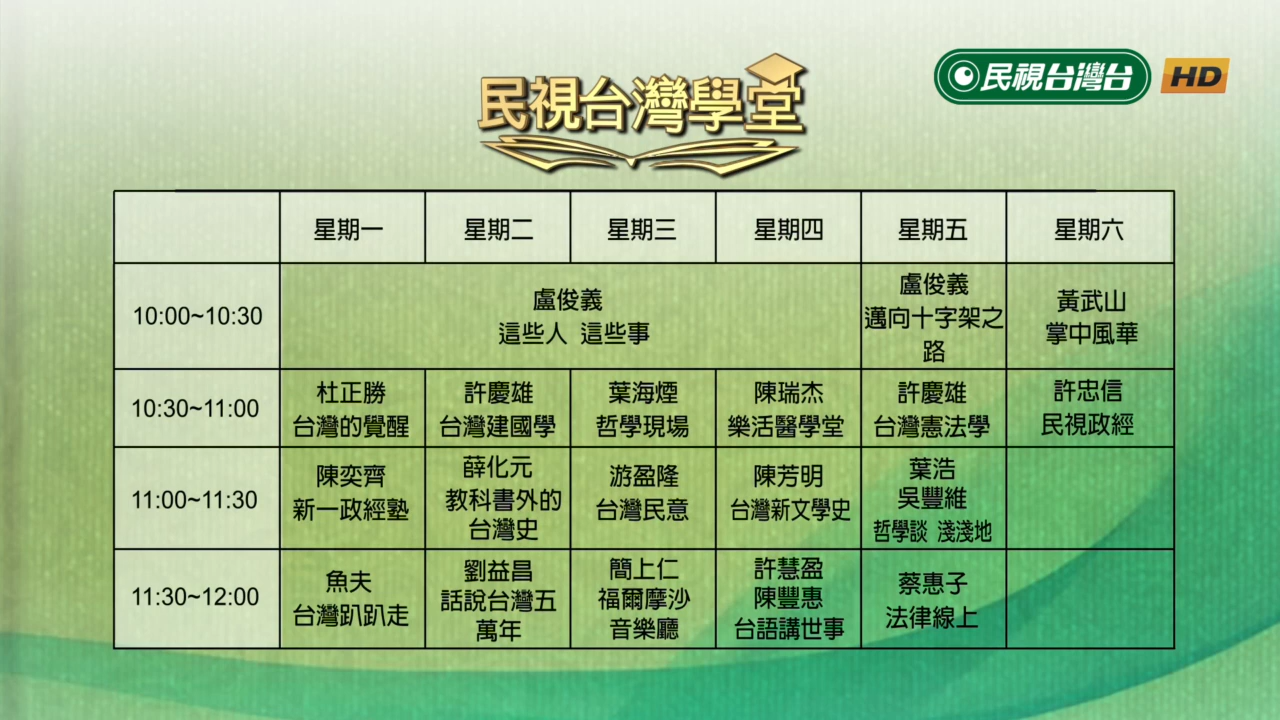 民視台灣學堂
民視台灣台 HD
星期一 星期二 星期三 星期四 星期五 星期六
10:00~10:30
盧俊義
這些人 這些事
盧俊義
邁向十字架之
路
黃武山
掌中風華
10:30~11:00
杜正勝
台灣的覺醒
許慶雄
台灣建國學
葉海煙
哲學現場
陳瑞杰
樂活醫學堂
許慶雄
台灣憲法學
許忠信
民視政經
11:00~11:30
陳奕齊
新一政經塾
薛化元
教科書外的
台灣史
游盈隆
台灣民意
陳芳明
台灣新文學史
葉浩
吳豐維
哲學談 淺淺地
11:30~12:00
魚夫
台灣趴趴走
劉益昌
話說台灣五
萬年
簡上仁
福爾摩沙
音樂廳
許慧盈
陳豐惠
台語講世事
蔡惠子
法律線上